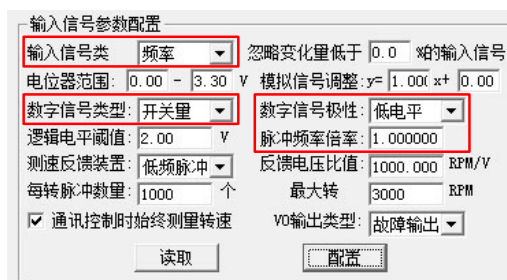 输入信号参数配置
输入信号类 频率 忽略变化量低于 0.0 %的输入信号
电位器范围: 0.00 - 3.30 V 模拟信号调整:y= 1.00( x+ 0.00
数字信号类型: 开关量 数字信号极性: 低电平
逻辑电平阈值: 2.00 V 脉冲频率倍率: 1.000000
测速反馈装置: 低频脉冲 反馈电压比值: 1000.000 RPM/V
每转脉冲数量: 1000 个 最大转 3000 RPM
通讯控制时始终测量转速 VO输出类型: 故障输出
读取 配置